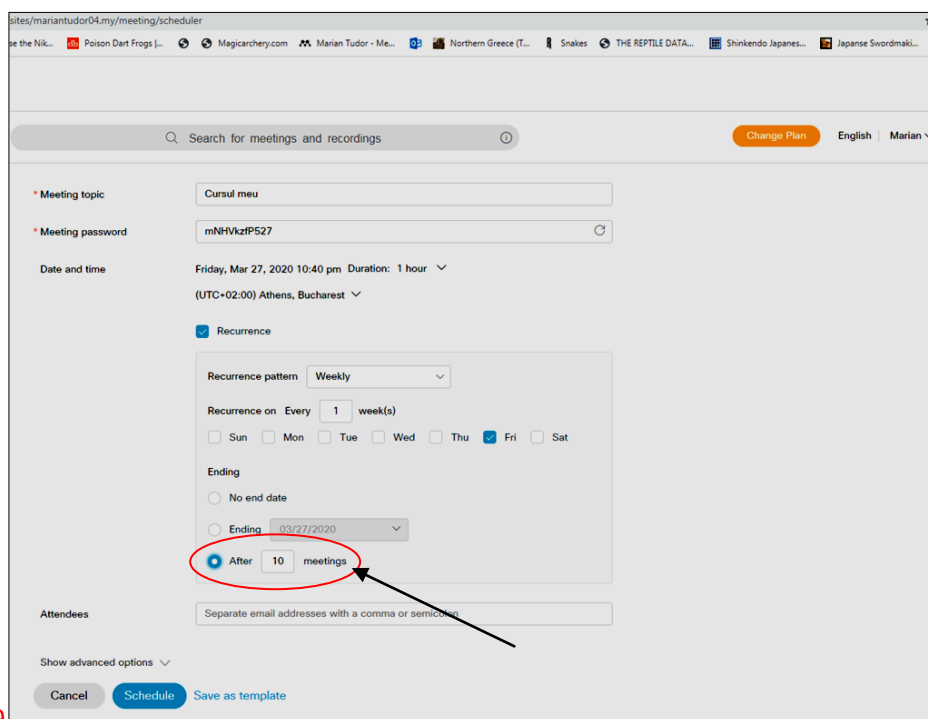 sites/mariantudor04.my/meeting/scheduler
se the Nik... Poison Dart Frogs |... Magicarchery.com Marian Tudor - Me... Northern Greece (T... Snakes THE REPTILE DATA... Shinkendo Japanes... Japanse Swordmaki...
Search for meetings and recordings Change Plan English Marian
* Meeting topic Cursul meu
* Meeting password mNHVkzfP527
Date and time Friday, Mar 27, 2020 10:40 pm Duration: 1 hour
(UTC+02:00) Athens, Bucharest
Recurrence
Recurrence pattern Weekly
Recurrence on Every 1 week(s)
Sun Mon Tue Wed Thu Fri Sat
Ending
No end date
Ending 03/27/2020
After 10 meetings
Attendees Separate email addresses with a comma or semicolon
Show advanced options
Cancel Schedule Save as template